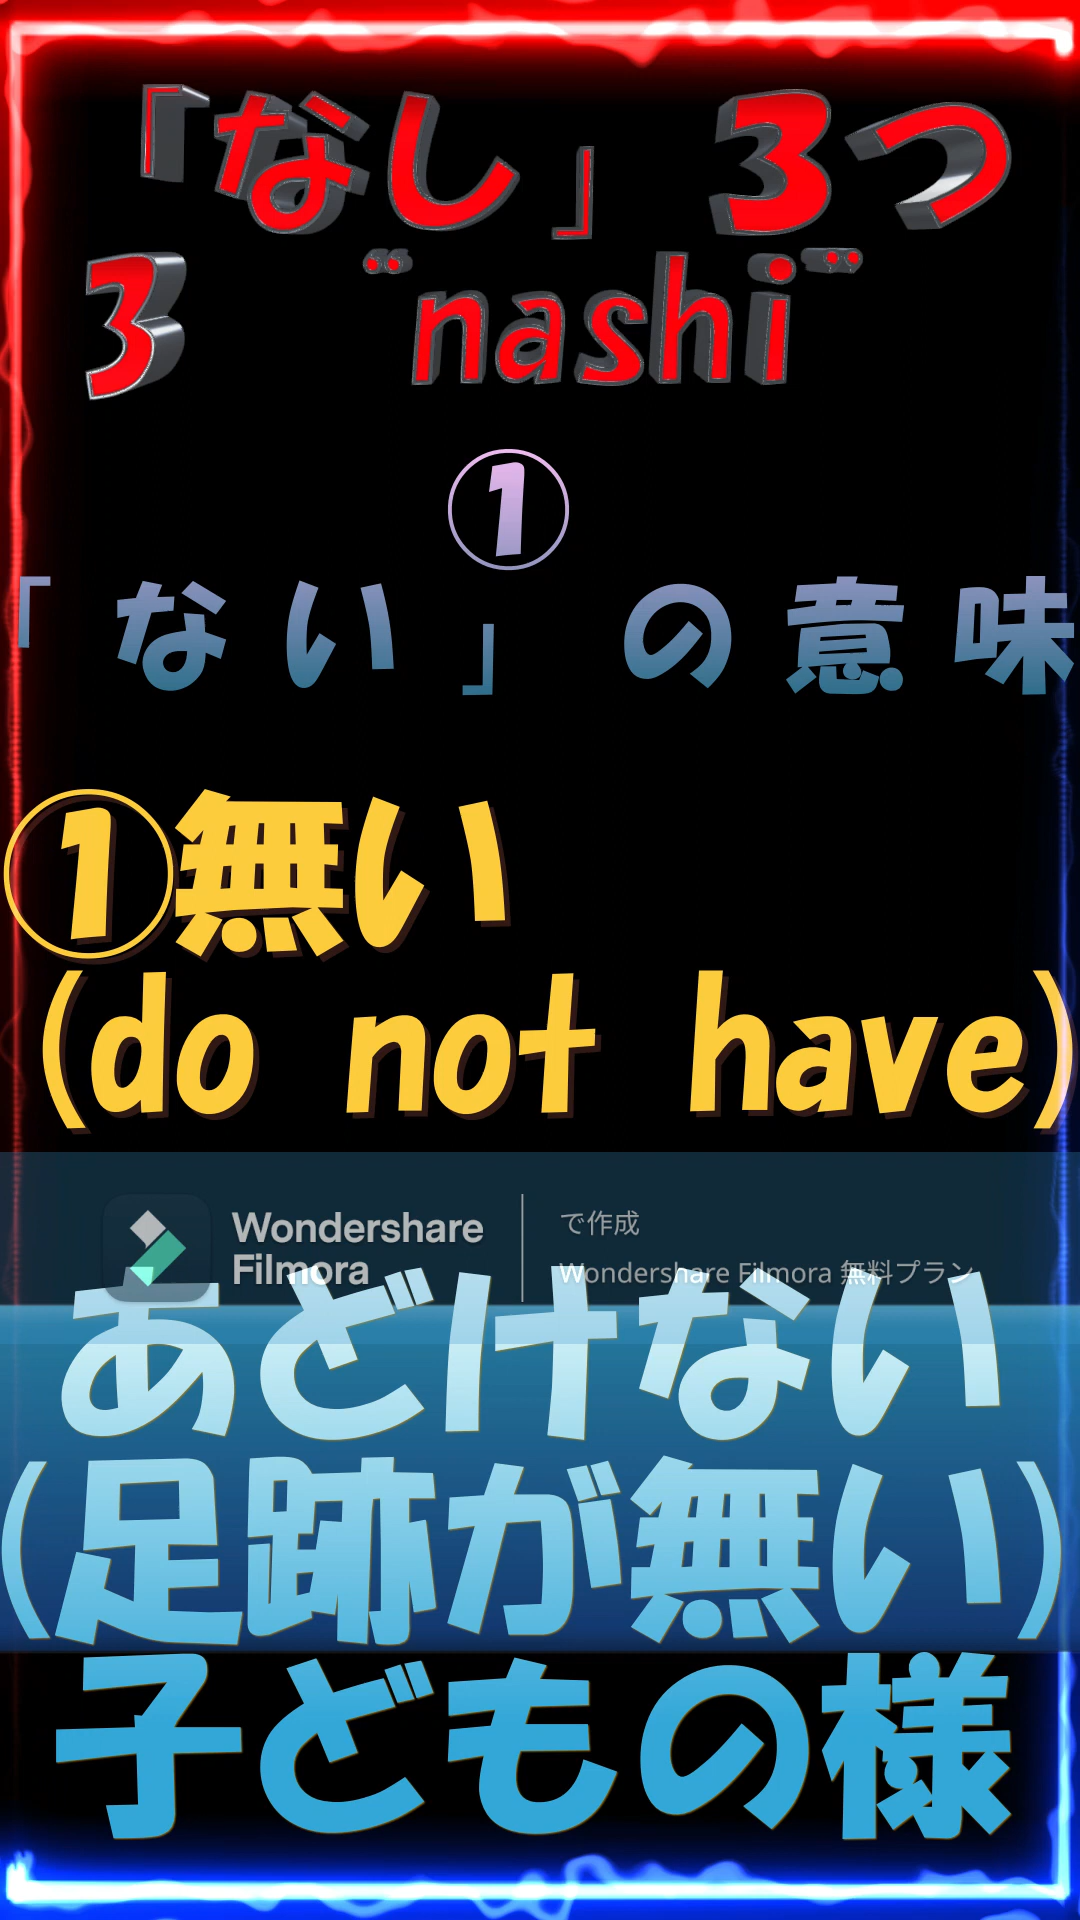 『なし』 3つ
3 "nashi"
①
「ない」の意味
①無い
(do not have)
Wondershare
Filmora
で作成
Wondershare Filmora 無料プラン
あどけない
(足跡が無い)
子どもの様